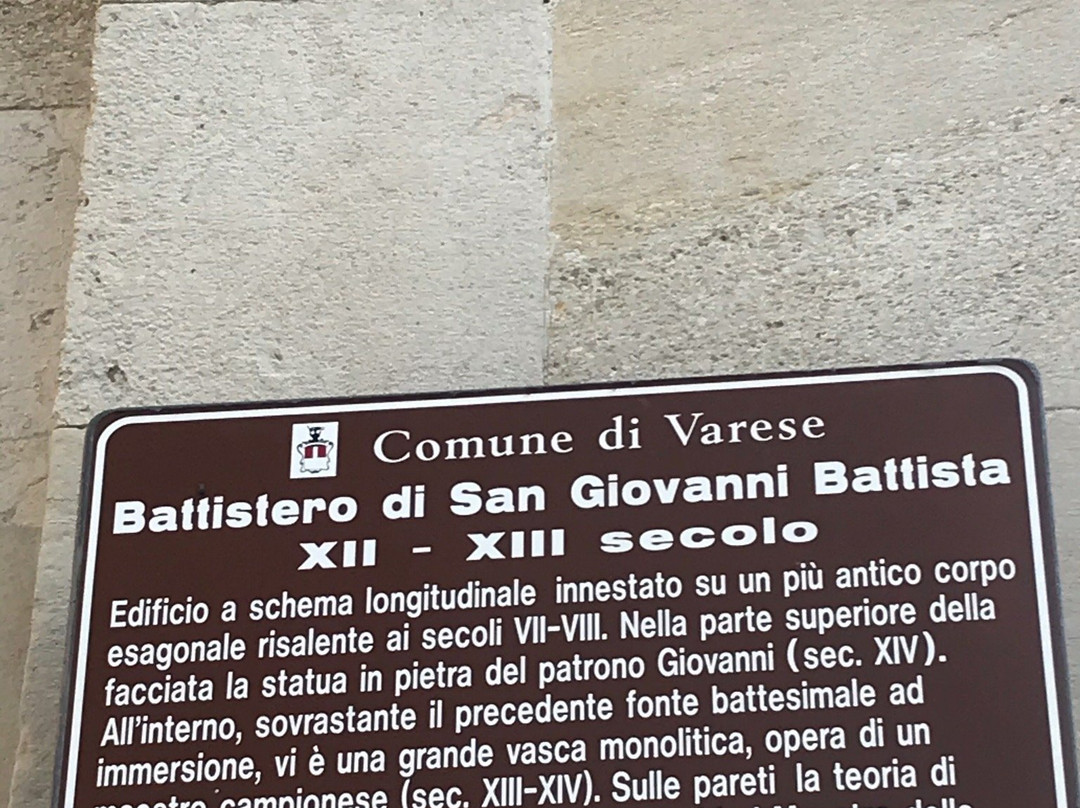 Comune di Varese
Battistero di San Giovanni Battista
XII - XIII secolo
Edificio a schema longitudinale innestato su un più antico corpo
esagonale risalente ai secoli VII-VIII. Nella parte superiore della
facciata la statua in pietra del patrono Giovanni (sec. XIV).
All'interno, sovrastante il precedente fonte battesimale ad
immersione, vi è una grande vasca monolitica, opera di un
maestro campionese (sec. XIII-XIV). Sulle pareti la teoria di